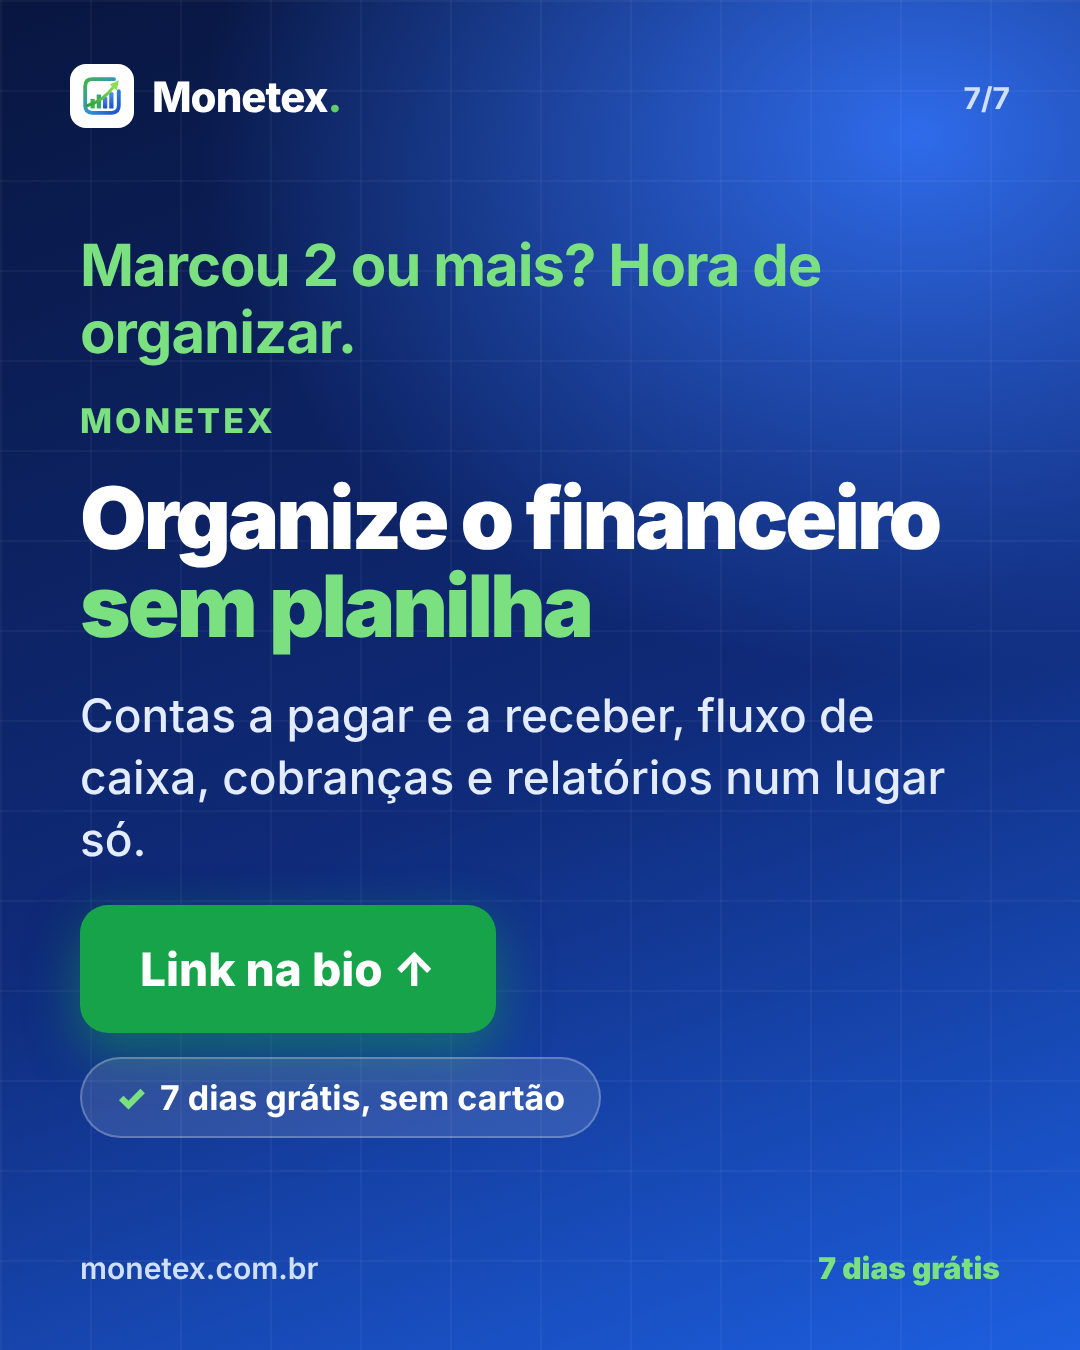 Monetex.
7/7
Marcou 2 ou mais? Hora de
organizar.
MONETEX
Organize o financeiro
sem planilha
Contas a pagar e a receber, fluxo de
caixa, cobranças e relatórios num lugar
só.
Link na bio ↑
✓ 7 dias grátis, sem cartão
monetex.com.br
7 dias grátis